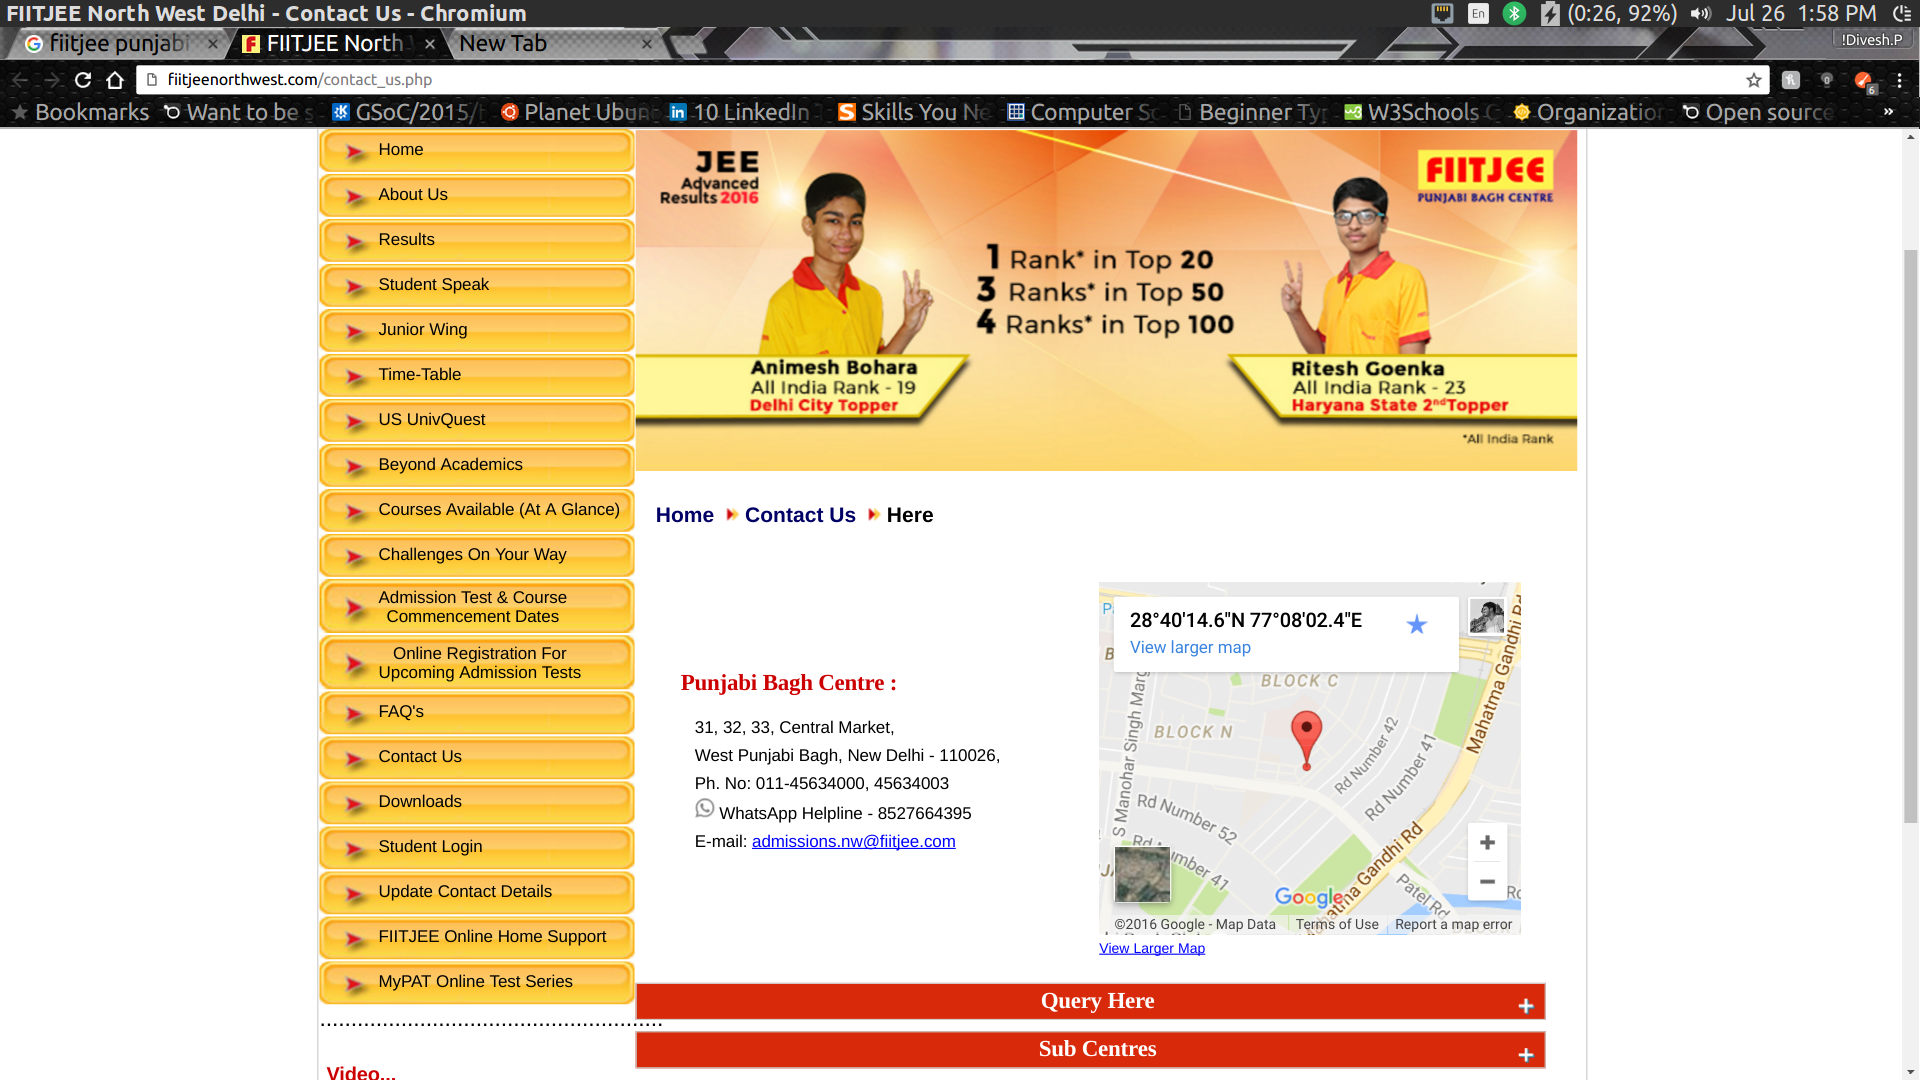 FIITJEE North West Delhi - Contact Us - Chromium
En
(0:26, 92%)
Jul 26 1:58 PM
fiitjee punjabi
FIITJEE North
New Tab
!Divesh.P
fiitjeenorthwest.com/contact_us.php
6
Bookmarks
Want to be
GSoC/2015/
Planet Ubun
10 LinkedIn
Skills You Ne
Computer Sc
Beginner Typ
W3Schools
Organization
Open source
»
Home
About Us
Results
Student Speak
Junior Wing
Time-Table
US UnivQuest
Beyond Academics
Courses Available (At A Glance)
Challenges On Your Way
Admission Test & Course
Commencement Dates
Online Registration For
Upcoming Admission Tests
FAQ's
Contact Us
Downloads
Student Login
Update Contact Details
FIITJEE Online Home Support
MyPAT Online Test Series
Video...
JEE
Advanced
Results 2016
FIITJEE
PUNJABI BAGH CENTRE
1 Rank* in Top 20
3 Ranks* in Top 50
4 Ranks* in Top 100
Animesh Bohara
All India Rank - 19
Delhi City Topper
Ritesh Goenka
All India Rank - 23
Haryana State 2nd Topper
*All India Rank
Home Contact Us Here
Punjabi Bagh Centre :
31, 32, 33, Central Market,
West Punjabi Bagh, New Delhi - 110026,
Ph. No: 011-45634000, 45634003
WhatsApp Helpline - 8527664395
E-mail: admissions.nw@fiitjee.com
28°40'14.6"N 77°08'02.4"E
View larger map
BLOCK C
BLOCK N
S Manohar Singh Marg
Mahatma Gandhi Rd
Rd Number 42
Rd Number 41
Rd Number 52
Rd Number 41
Mahatma Gandhi Rd
Patel Rd
Google
©2016 Google - Map Data
Terms of Use
Report a map error
View Larger Map
Query Here
Sub Centres